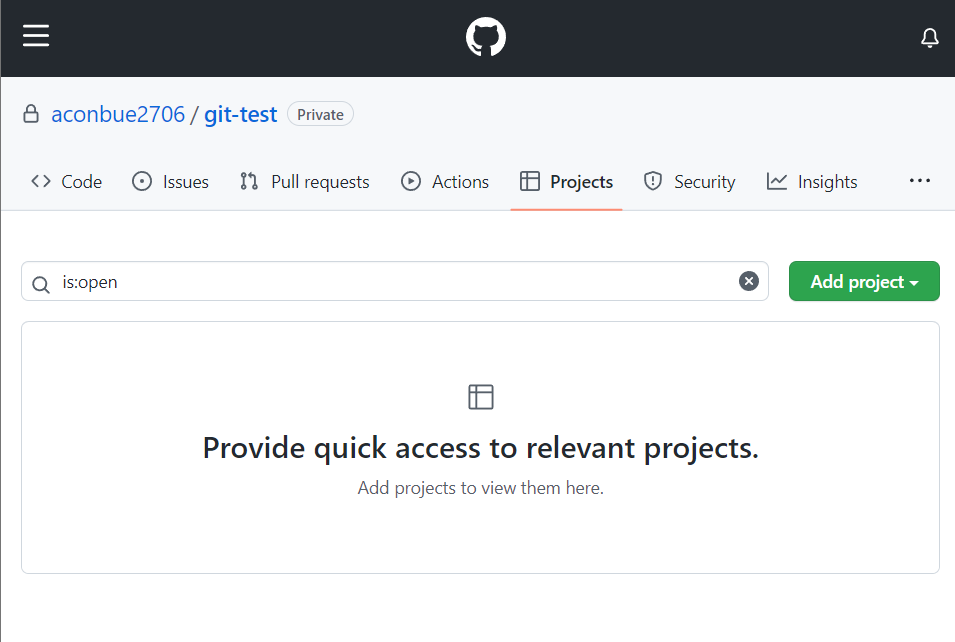 aconbue2706 / git-test Private
Code Issues Pull requests Actions Projects Security Insights ...
is:open Add project
Provide quick access to relevant projects.
Add projects to view them here.